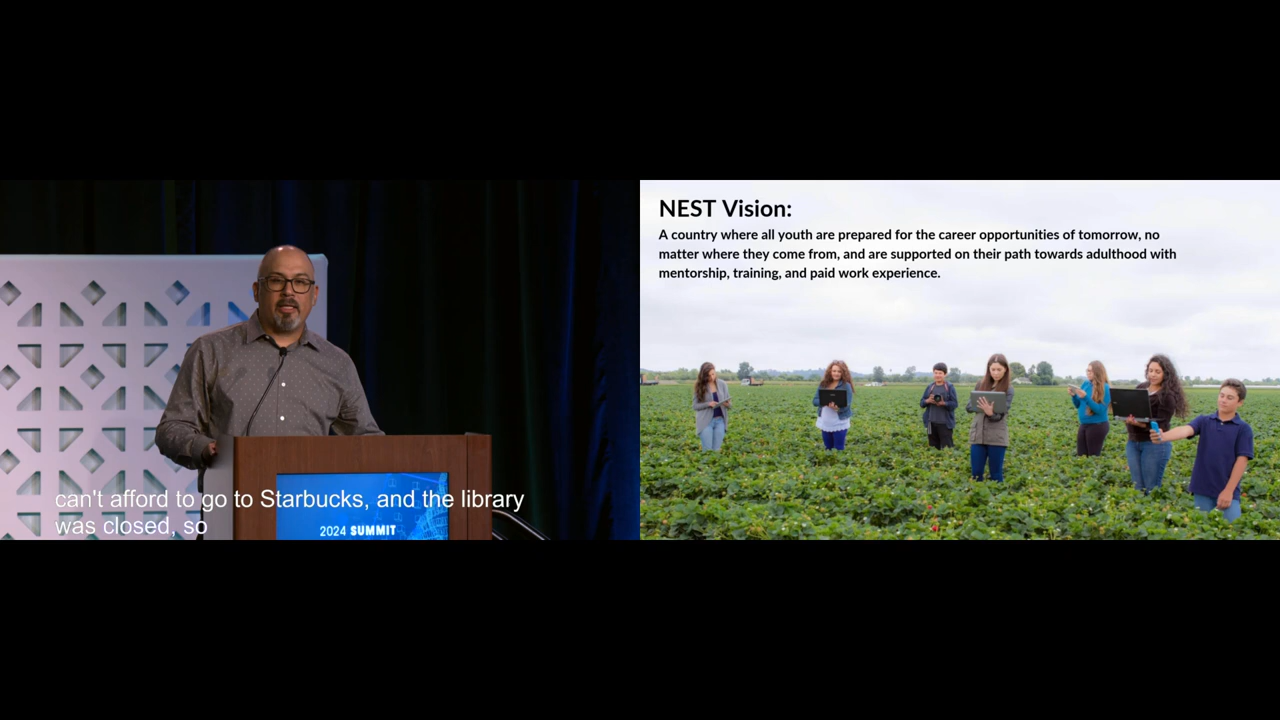 can't afford to go to Starbucks, and the library
was closed, so
2024 SUMMIT
NEST Vision:
A country where all youth are prepared for the career opportunities of tomorrow, no
matter where they come from, and are supported on their path towards adulthood with
mentorship, training, and paid work experience.